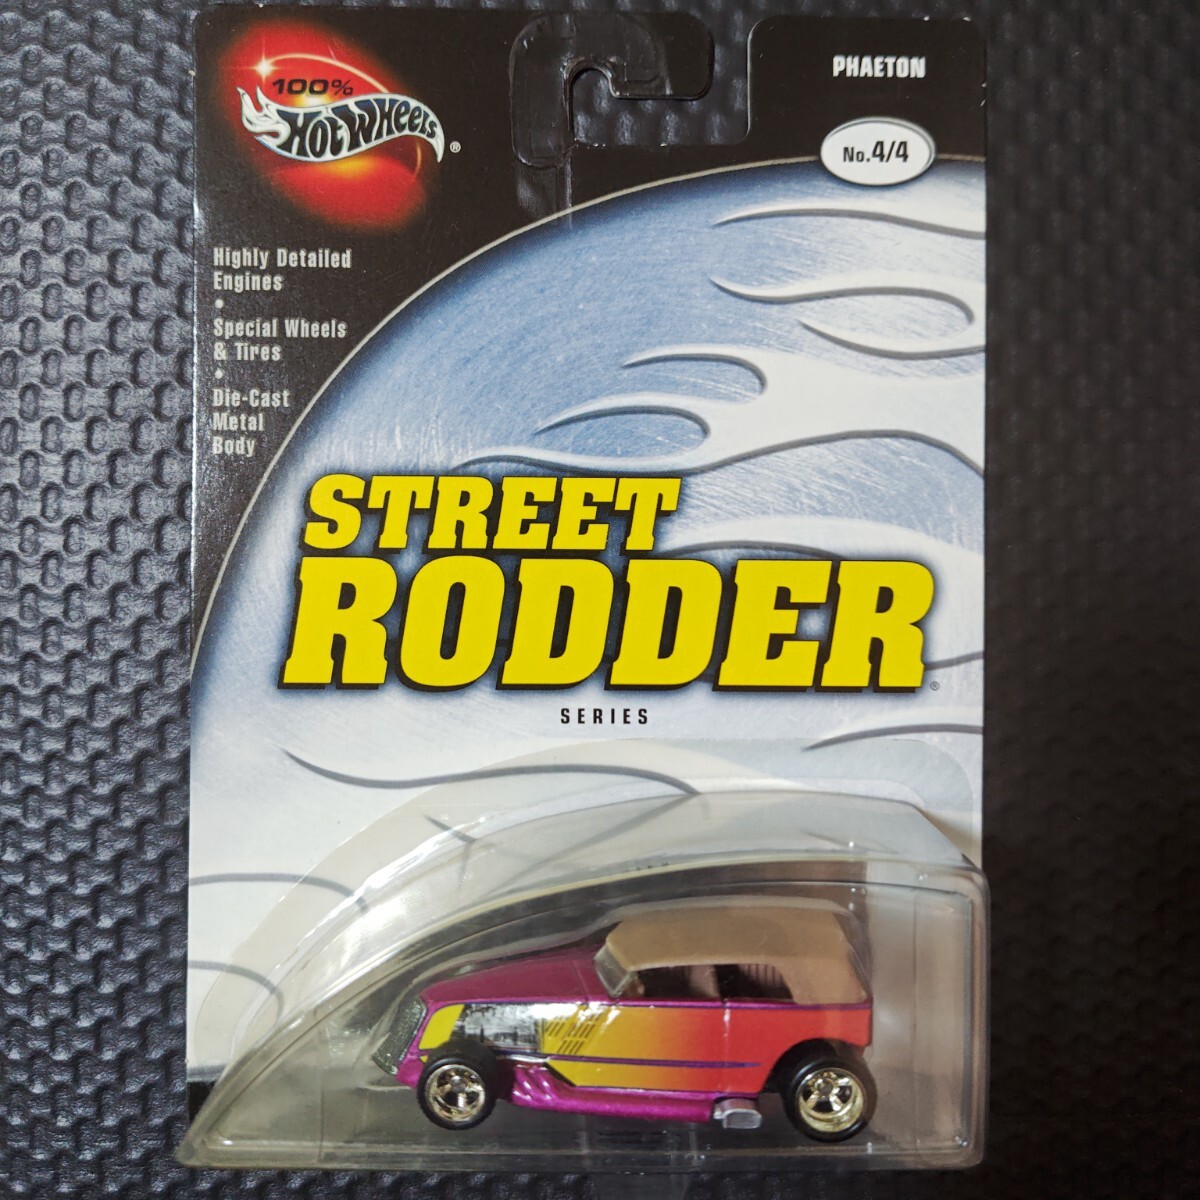 100%
Hot Wheels®
PHAETON
No.4/4
Highly Detailed
Engines
•
Special Wheels
& Tires
•
Die-Cast
Metal
Body
STREET
RODDER®
SERIES